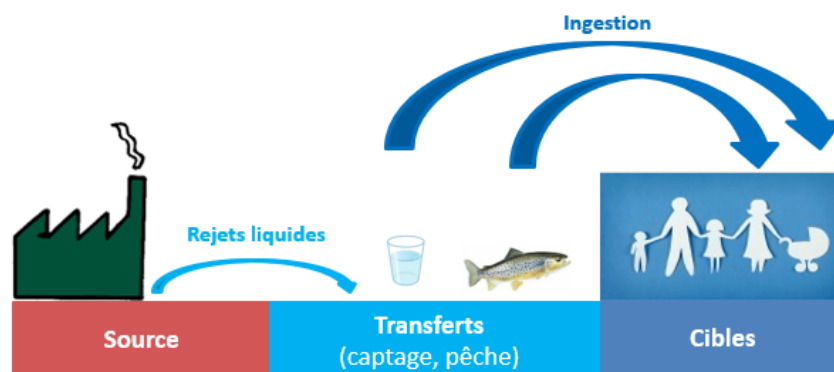 Ingestion
Rejets liquides
Source
Transferts
(captage, pêche)
Cibles